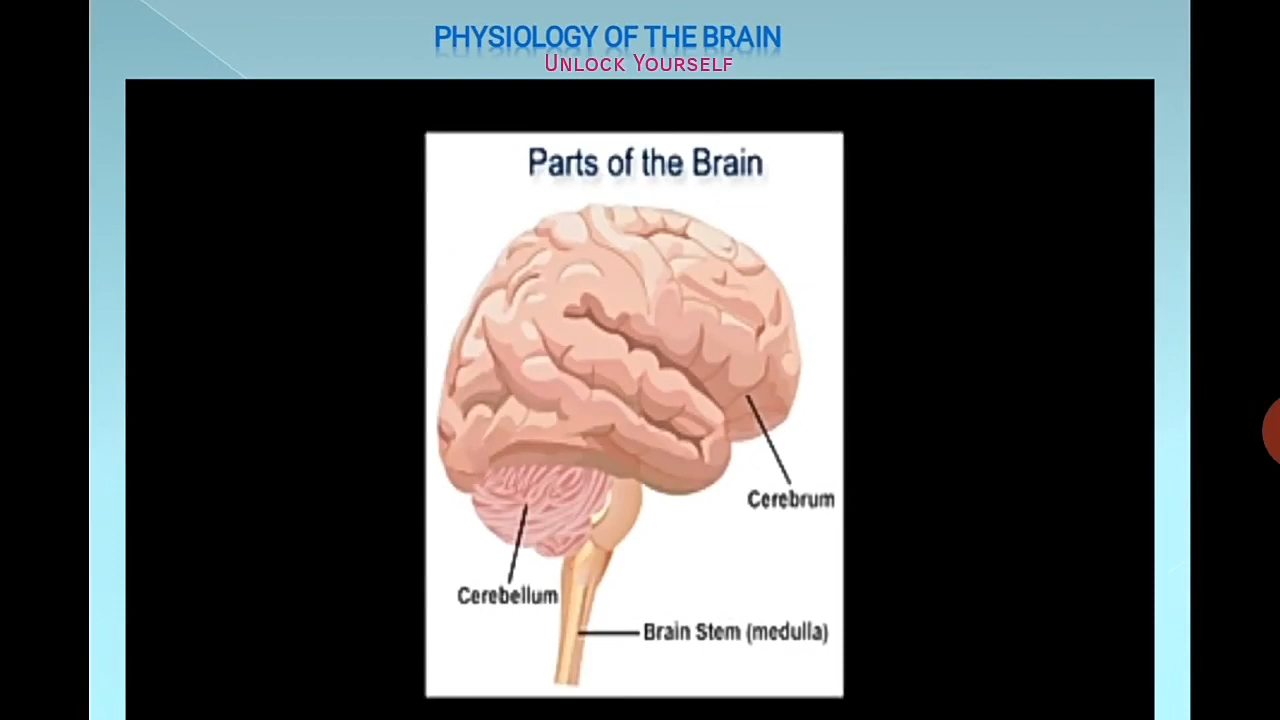 PHYSIOLOGY OF THE BRAIN
UNLOCK YOURSELF
Parts of the Brain
Cerebrum
Cerebellum
Brain Stem (medulla)